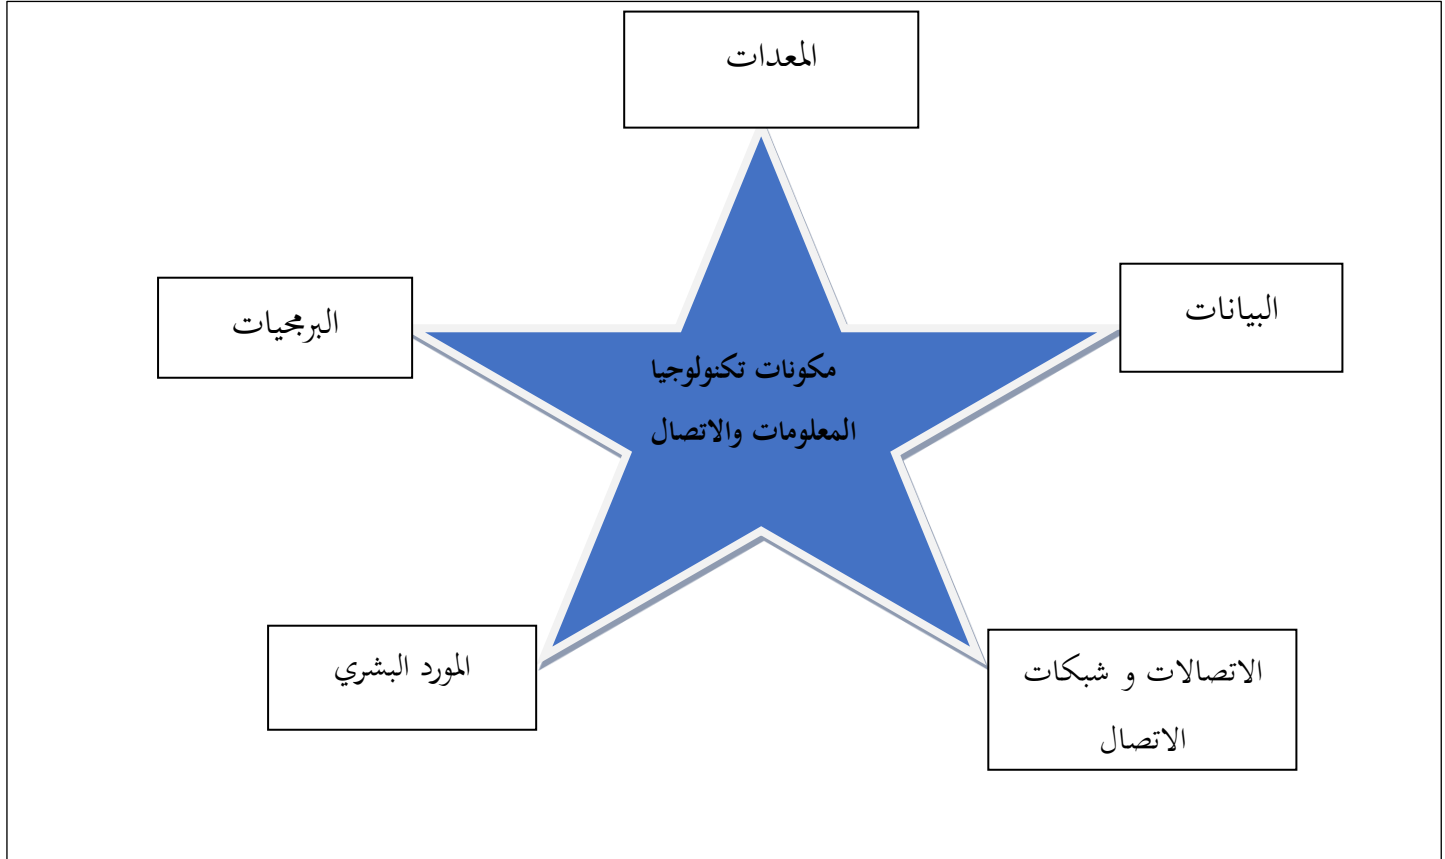 المعدات
البيانات
البرمجيات
مكونات تكنولوجيا
المعلومات والاتصال
المورد البشري
الاتصالات و شبكات
الاتصال